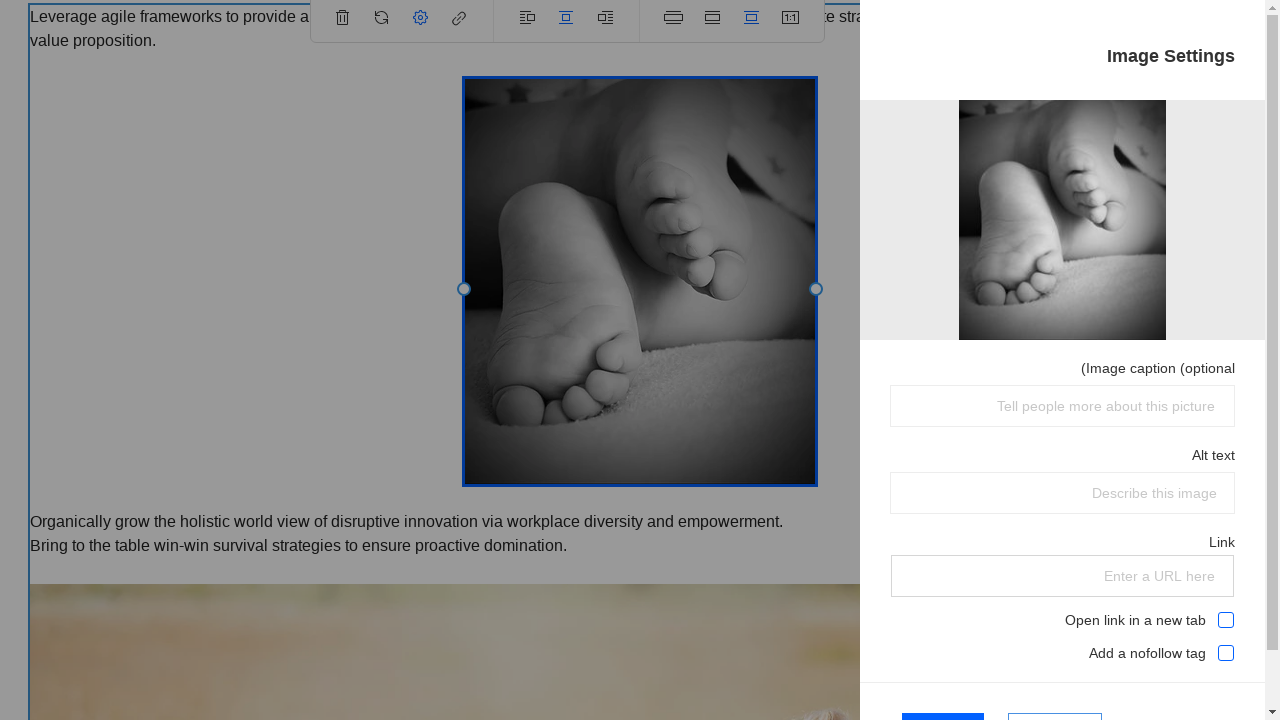 Leverage agile frameworks to provide a
te stra
value proposition.
1:1
Organically grow the holistic world view of disruptive innovation via workplace diversity and empowerment.
Bring to the table win-win survival strategies to ensure proactive domination.
Image Settings
(Image caption (optional
Tell people more about this picture
Alt text
Describe this image
Link
Enter a URL here
Open link in a new tab
Add a nofollow tag